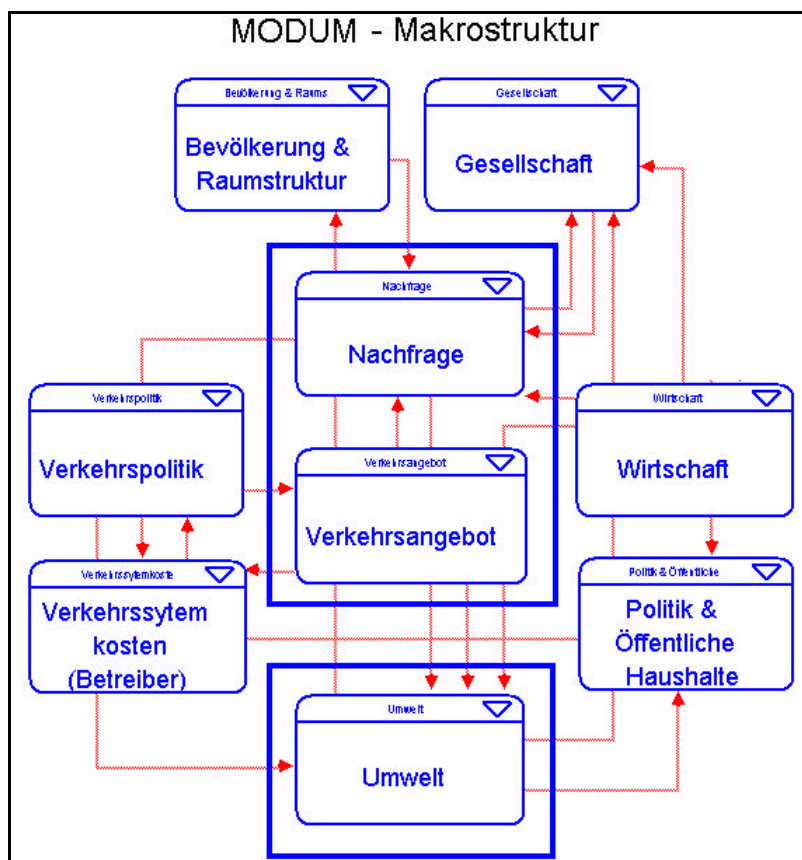 MODUM - Makrostruktur
Bevölkerung & Raums
Bevölkerung &
Raumstruktur
Gesellschaft
Gesellschaft
Nachfrage
Nachfrage
Verkehrspolitik
Verkehrspolitik
Verkehrsangebot
Verkehrsangebot
Wirtschaft
Wirtschaft
Verkehrssytemkoste
Verkehrssytem
kosten
(Betreiber)
Politik & Öffentliche
Politik &
Öffentliche
Haushalte
Umwelt
Umwelt